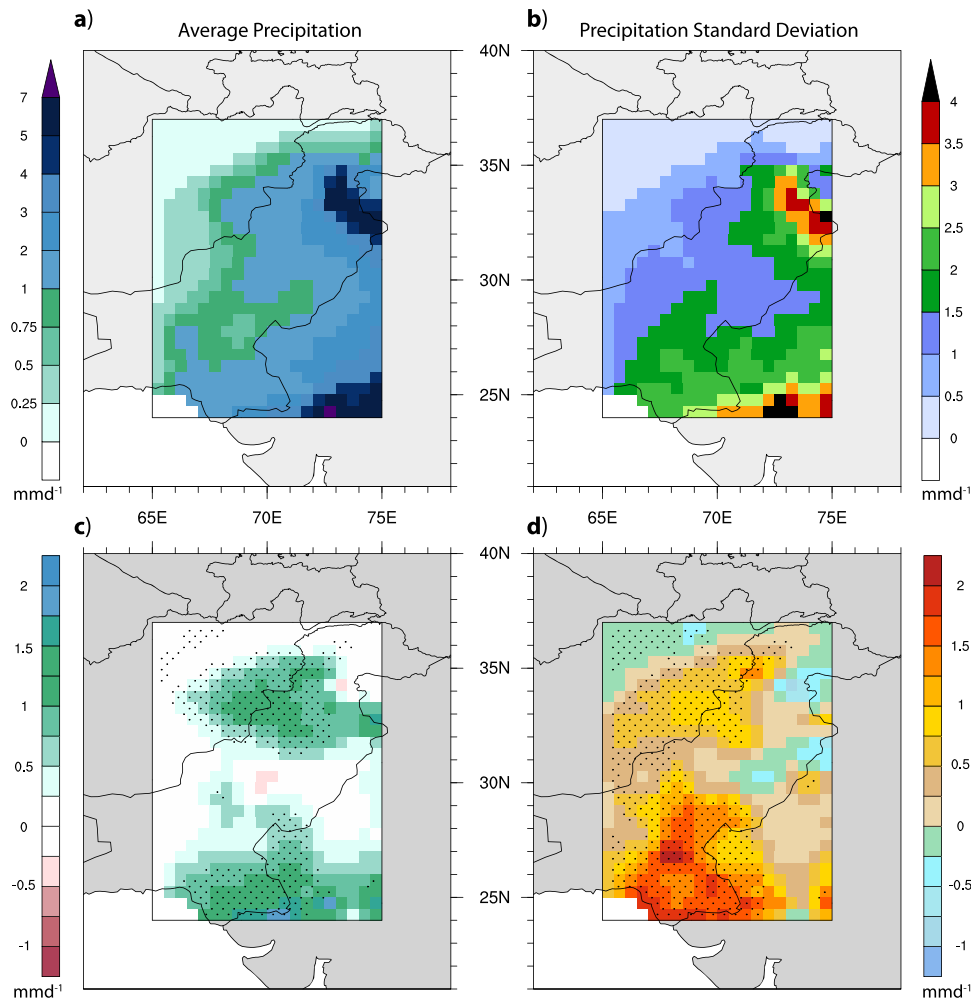 a)
Average Precipitation
b)
Precipitation Standard Deviation
7
5
4
3
2
1
0.75
0.5
0.25
0
mmd-1
40N
35N
30N
25N
4
3.5
3
2.5
2
1.5
1
0.5
0
mmd-1
65E
70E
75E
65E
70E
75E
c)
d)
2
1.5
1
0.5
0
-0.5
-1
mmd-1
40N
35N
30N
25N
2
1.5
1
0.5
0
-0.5
-1
mmd-1